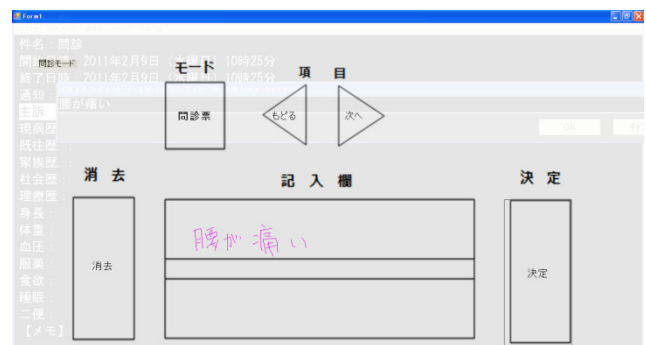 Form1
件名：問診
開始日時：2011年2月9日（水曜日）10時25分
問診モード
終了日時：2011年2月9日（水曜日）10時25分
モード
項 目
通知：
主訴：腰が痛い
問診票
もどる
次へ
OK
現病歴：
既往歴：
家族歴：
社会歴：
消 去
記 入 欄
決 定
理療歴：
身長：
体重：
腰が痛い
血圧：
服薬：
消去
決定
食欲：
睡眠：
二便：
【メモ】